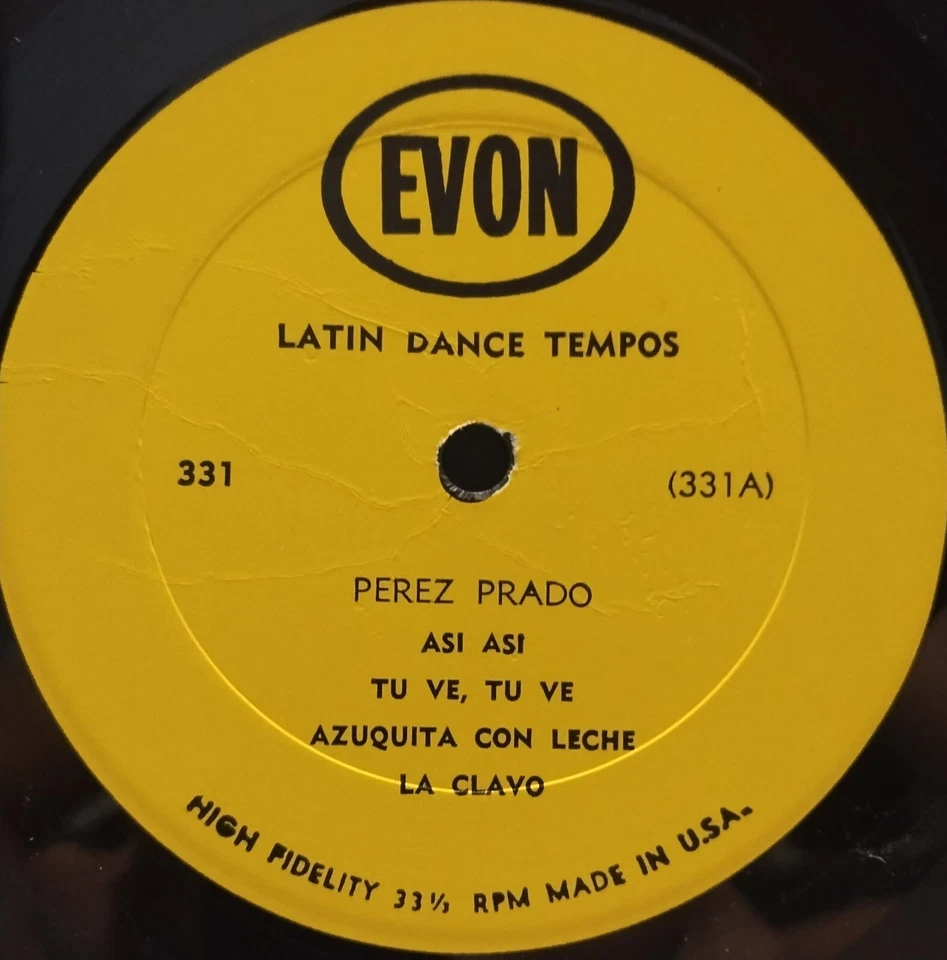 EVON
LATIN DANCE TEMPOS
331
(331A)
PEREZ PRADO
ASI ASI
TU VE, TU VE
AZUQUITA CON LECHE
LA CLAVO
HIGH FIDELITY 33⅓ RPM MADE IN U.S.A.